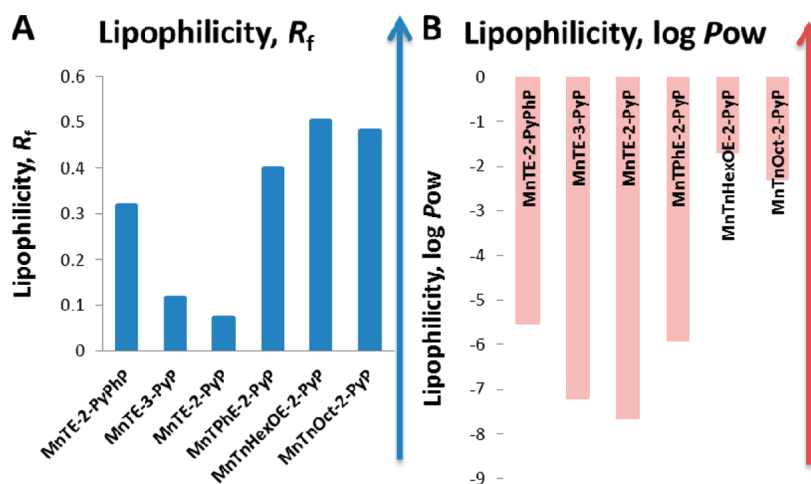 A Lipophilicity, Rf
Lipophilicity, Rf
0.6
0.5
0.4
0.3
0.2
0.1
0
MnTE-2-PyPhP
MnTE-3-PyP
MnTE-2-PyP
MnTPhE-2-PyP
MnTnHexOE-2-PyP
MnTnOct-2-PyP
B Lipophilicity, log Pow
Lipophilicity, log Pow
0
-1
-2
-3
-4
-5
-6
-7
-8
-9
MnTE-2-PyPhP
MnTE-3-PyP
MnTE-2-PyP
MnTPhE-2-PyP
MnTnHexOE-2-PyP
MnTnOct-2-PyP